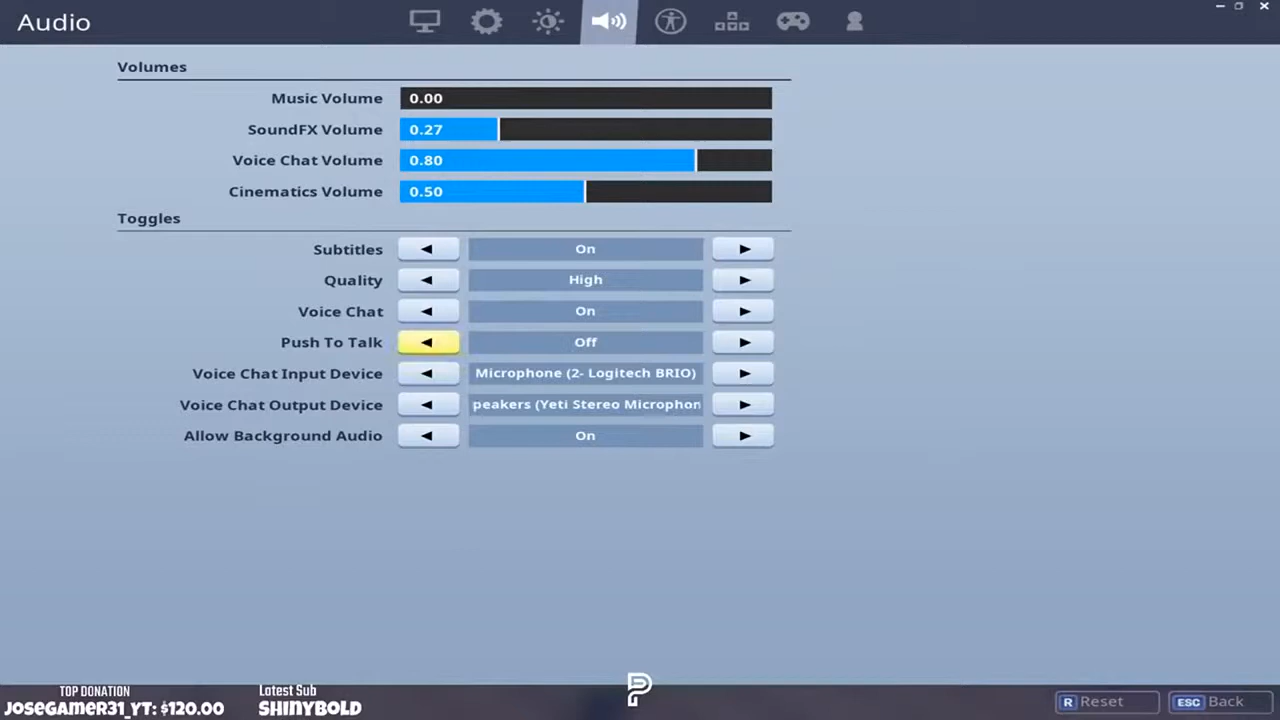 Audio
Volumes
Music Volume 0.00
SoundFX Volume 0.27
Voice Chat Volume 0.80
Cinematics Volume 0.50
Toggles
Subtitles On
Quality High
Voice Chat On
Push To Talk Off
Voice Chat Input Device Microphone (2- Logitech BRIO)
Voice Chat Output Device peakers (Yeti Stereo Microphon
Allow Background Audio On
TOP DONATION
JOSEGAMER31_YT: $120.00
Latest Sub
SHINYBOLD
R Reset
ESC Back